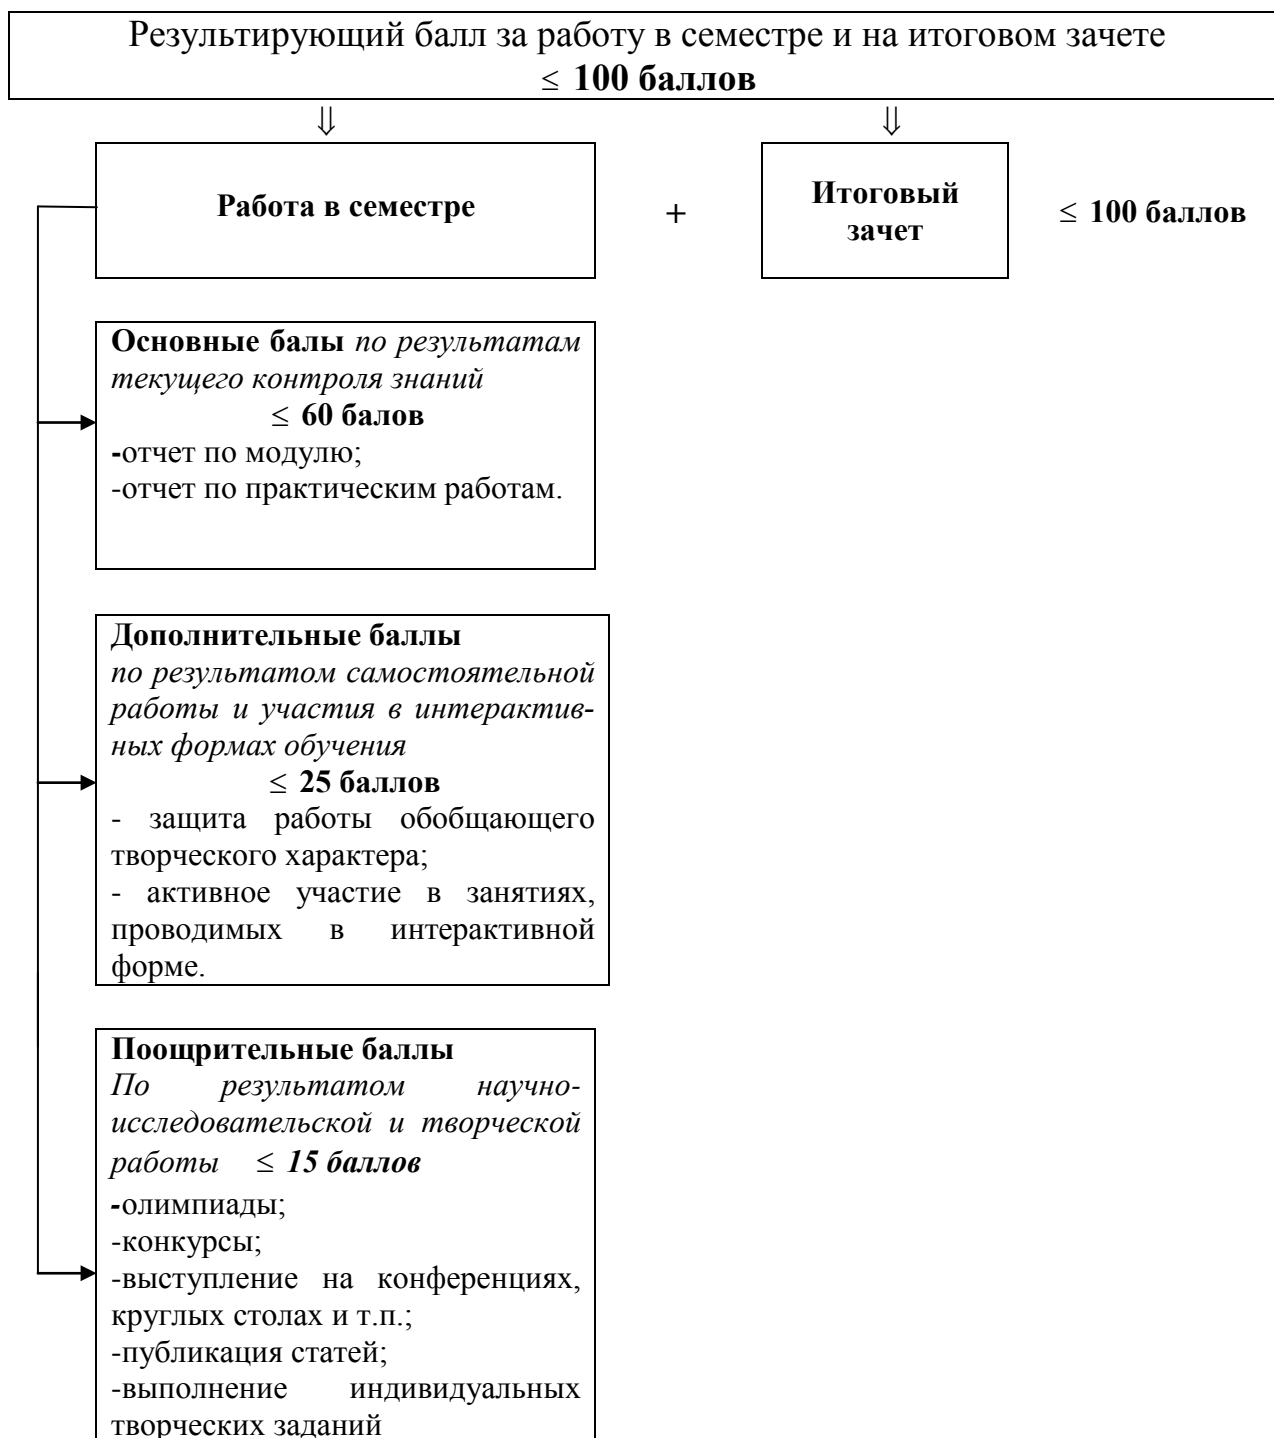 Результирующий балл за работу в семестре и на итоговом зачете
≤ 100 баллов
⇓ ⇓
Работа в семестре
+
Итоговый
зачет
≤ 100 баллов
Основные балы по результатам
текущего контроля знаний
≤ 60 балов
-отчет по модулю;
-отчет по практическим работам.
Дополнительные баллы
по результатом самостоятельной
работы и участия в интерактив-
ных формах обучения
≤ 25 баллов
- защита работы обобщающего
творческого характера;
- активное участие в занятиях,
проводимых в интерактивной
форме.
Поощрительные баллы
По результатом научно-
исследовательской и творческой
работы ≤ 15 баллов
-олимпиады;
-конкурсы;
-выступление на конференциях,
круглых столах и т.п.;
-публикация статей;
-выполнение индивидуальных
творческих заданий